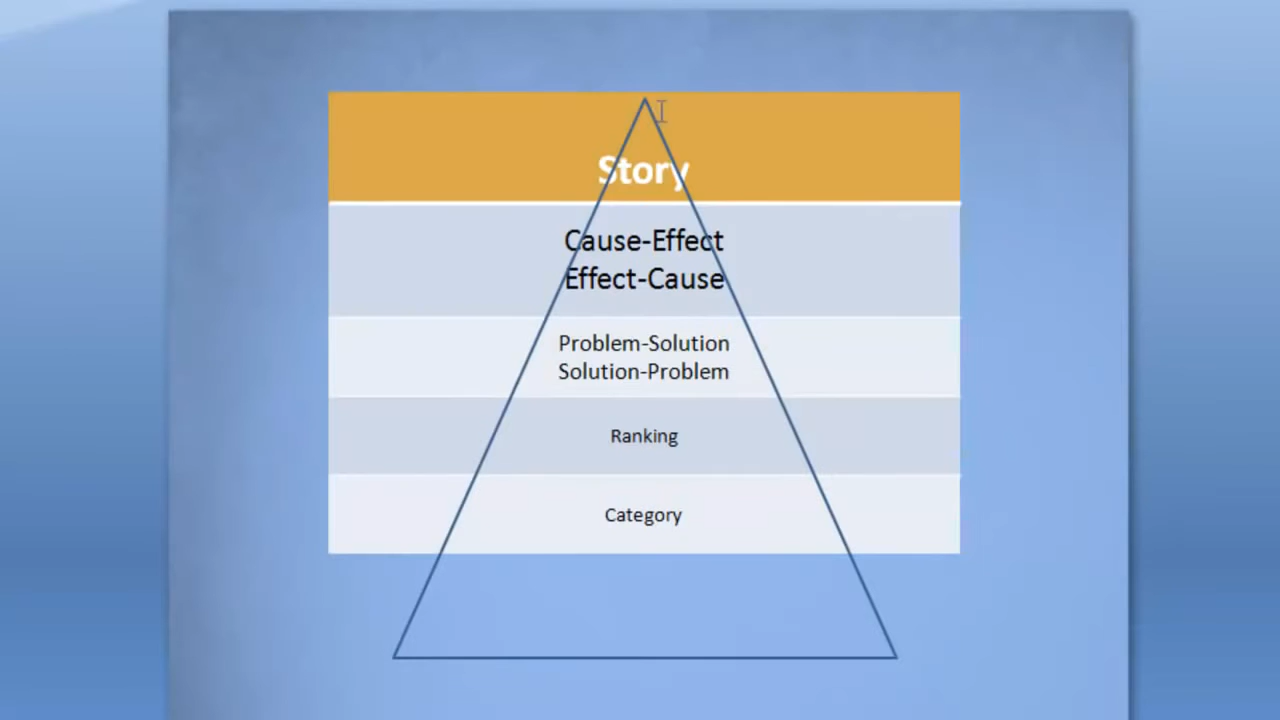 Story
Cause-Effect
Effect-Cause
Problem-Solution
Solution-Problem
Ranking
Category